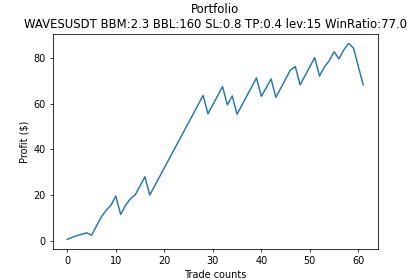 Portfolio
WAVESUSDT BBM:2.3 BBL:160 SL:0.8 TP:0.4 lev:15 WinRatio:77.0
80
60
40
20
0
Profit ($)
0 10 20 30 40 50 60
Trade counts